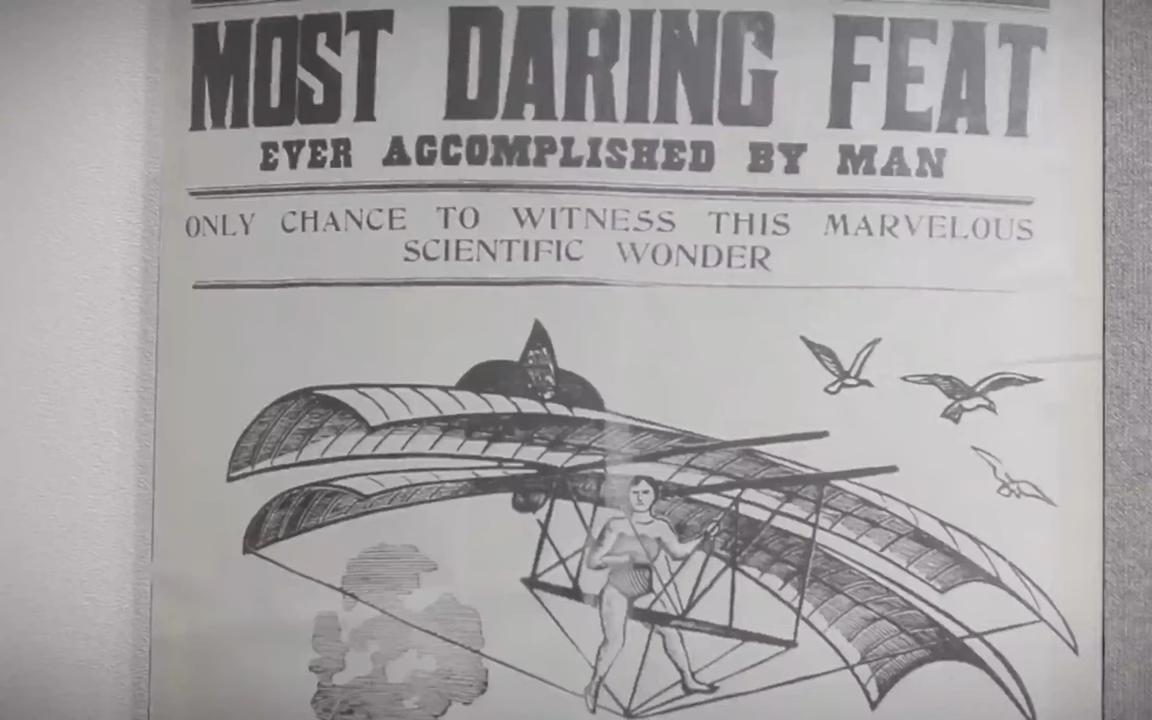 MOST DARING FEAT
EVER ACCOMPLISHED BY MAN
ONLY CHANCE TO WITNESS THIS MARVELOUS
SCIENTIFIC WONDER